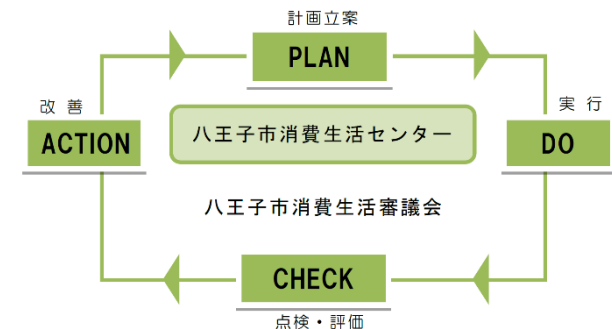 計画立案
PLAN
改 善
実 行
ACTION
八王子市消費生活センター
DO
八王子市消費生活審議会
CHECK
点検・評価